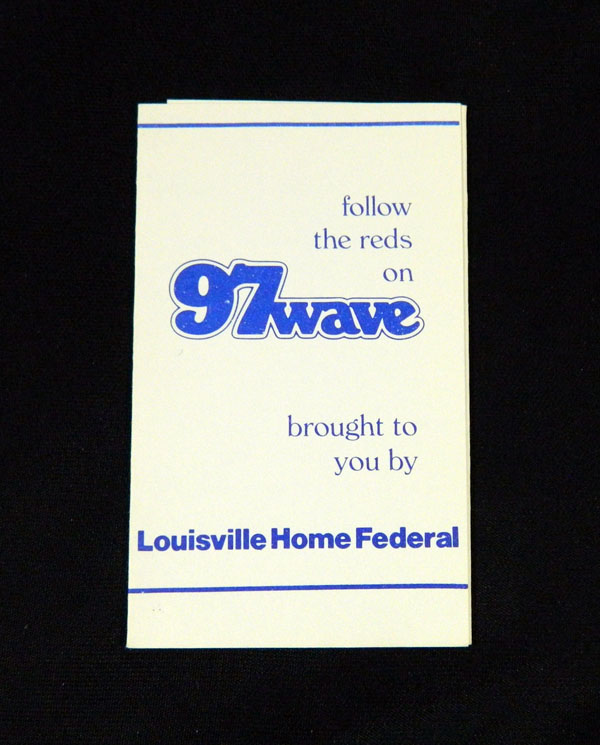 follow
the reds
on
97wave
brought to
you by
Louisville Home Federal